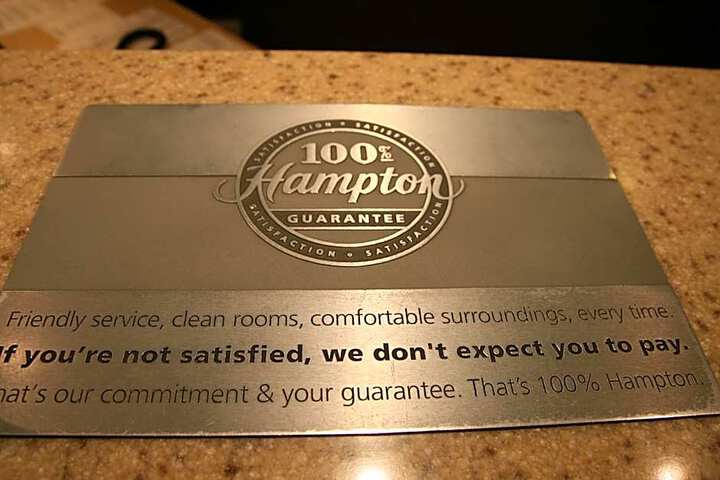 SATISFACTION • SATISFACTION
100%
Hampton
GUARANTEE
SATISFACTION • SATISFACTION
Friendly service, clean rooms, comfortable surroundings, every time.
If you're not satisfied, we don't expect you to pay.
hat's our commitment & your guarantee. That's 100% Hampton.